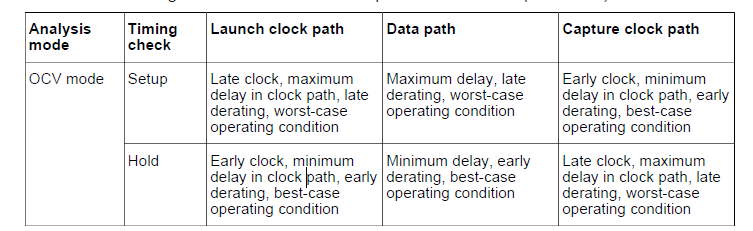 Analysis
mode
Timing
check
Launch clock path
Data path
Capture clock path
OCV mode
Setup
Late clock, maximum
delay in clock path, late
derating, worst-case
operating condition
Maximum delay, late
derating, worst-case
operating condition
Early clock, minimum
delay in clock path, early
derating, best-case
operating condition
Hold
Early clock, minimum
delay in clock path, early
derating, best-case
operating condition
Minimum delay, early
derating, best-case
operating condition
Late clock, maximum
delay in clock path, late
derating, worst-case
operating condition